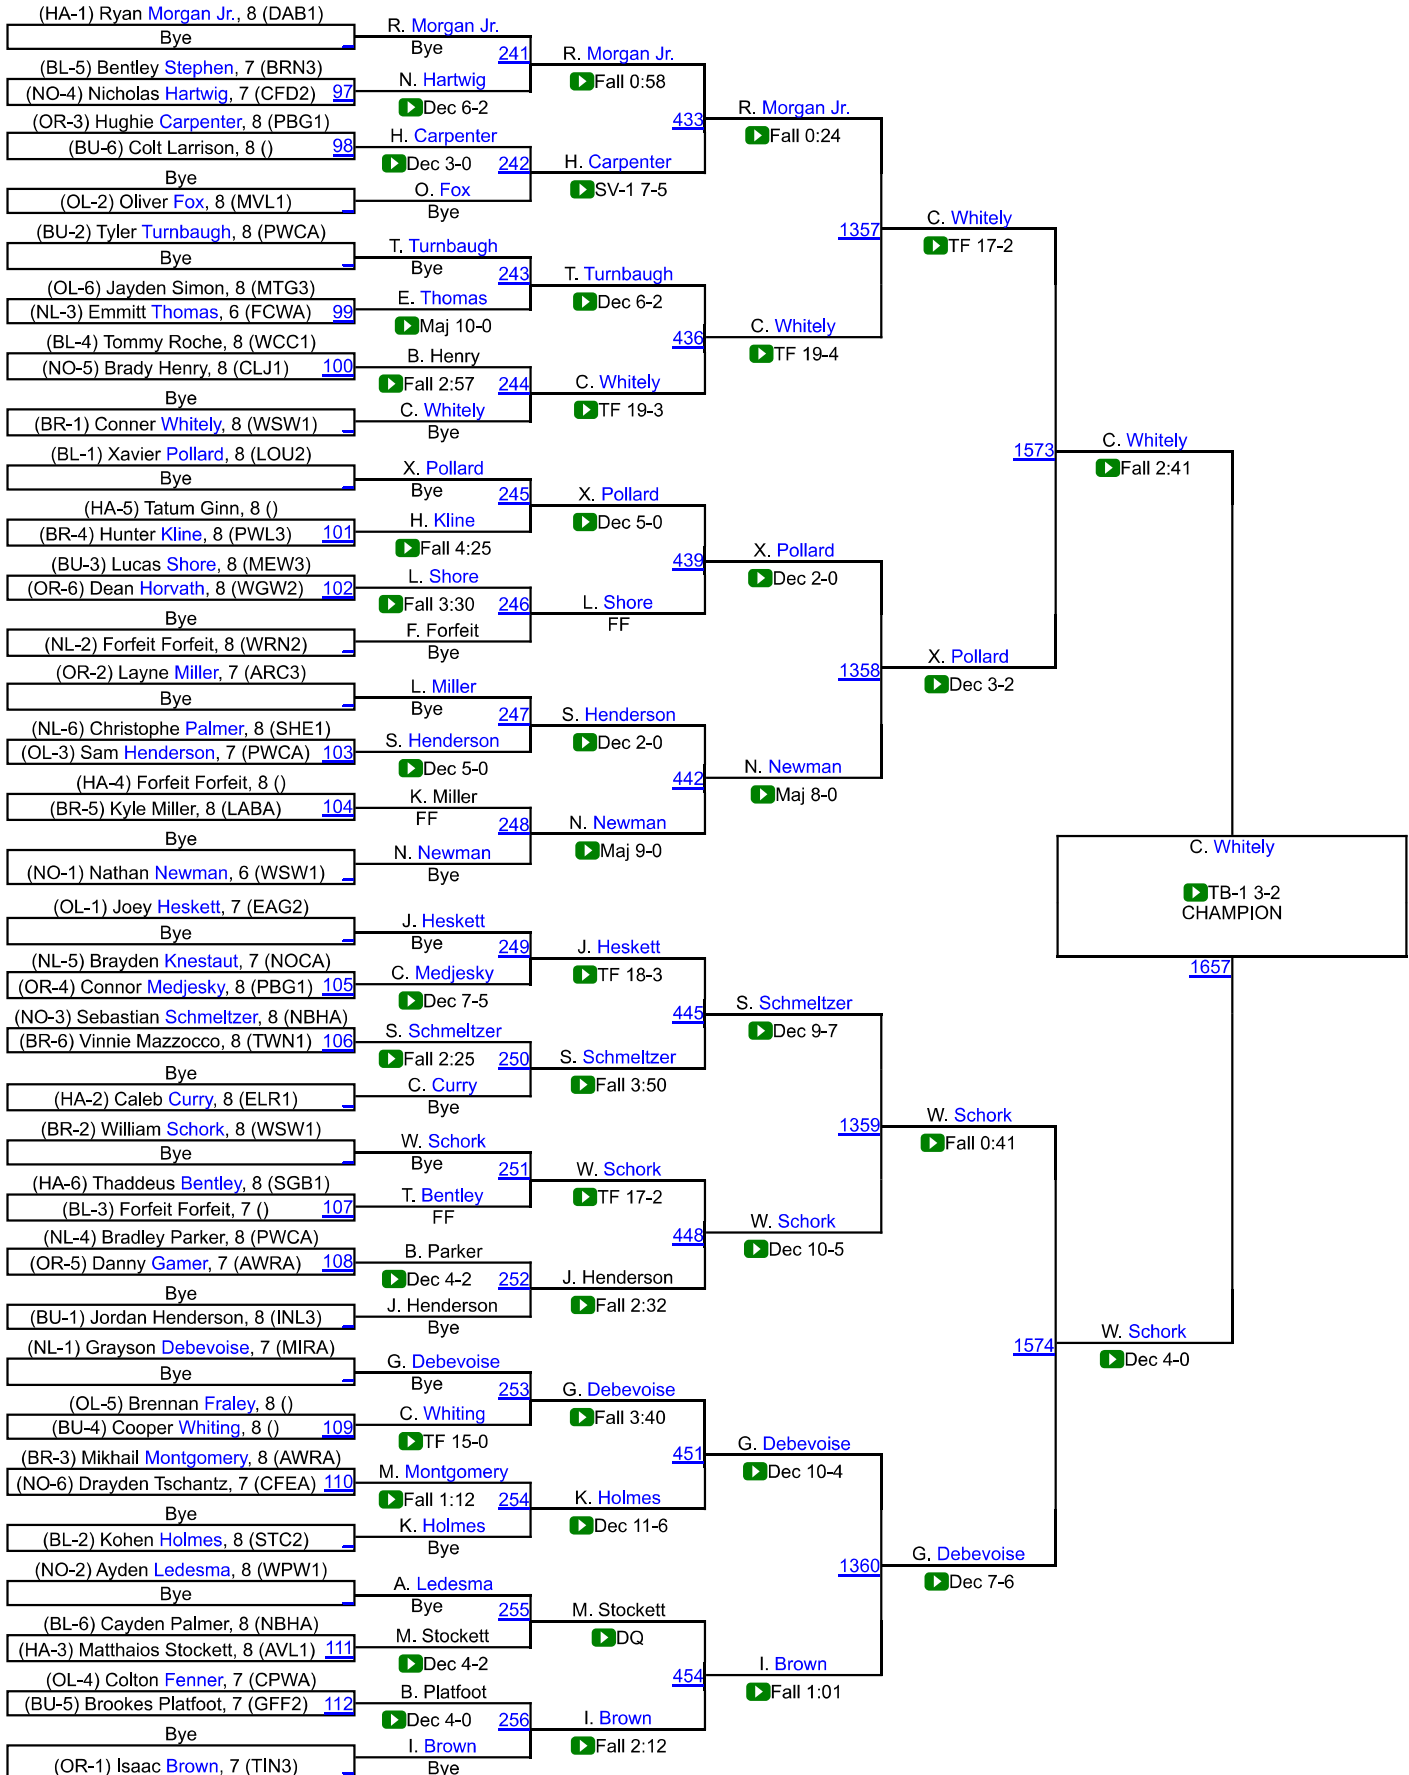 (HA-1) Ryan Morgan Jr., 8 (DAB1)
Bye
(BL-5) Bentley Stephen, 7 (BRN3)
(NO-4) Nicholas Hartwig, 7 (CFD2) 97
(OR-3) Hughie Carpenter, 8 (PBG1)
(BU-6) Colt Larrison, 8 () 98
Bye
(OL-2) Oliver Fox, 8 (MVL1)
(BU-2) Tyler Turnbaugh, 8 (PWCA)
Bye
(OL-6) Jayden Simon, 8 (MTG3)
(NL-3) Emmitt Thomas, 6 (FCWA) 99
(BL-4) Tommy Roche, 8 (WCC1)
(NO-5) Brady Henry, 8 (CLJ1) 100
Bye
(BR-1) Conner Whitely, 8 (WSW1)
(BL-1) Xavier Pollard, 8 (LOU2)
Bye
(HA-5) Tatum Ginn, 8 ()
(BR-4) Hunter Kline, 8 (PWL3) 101
(BU-3) Lucas Shore, 8 (MEW3)
(OR-6) Dean Horvath, 8 (WGW2) 102
Bye
(NL-2) Forfeit Forfeit, 8 (WRN2)
(OR-2) Layne Miller, 7 (ARC3)
Bye
(NL-6) Christophe Palmer, 8 (SHE1)
(OL-3) Sam Henderson, 7 (PWCA) 103
(HA-4) Forfeit Forfeit, 8 ()
(BR-5) Kyle Miller, 8 (LABA) 104
Bye
(NO-1) Nathan Newman, 6 (WSW1)
(OL-1) Joey Heskett, 7 (EAG2)
Bye
(NL-5) Brayden Knestaut, 7 (NOCA)
(OR-4) Connor Medjesky, 8 (PBG1) 105
(NO-3) Sebastian Schmeltzer, 8 (NBHA)
(BR-6) Vinnie Mazzocco, 8 (TWN1) 106
Bye
(HA-2) Caleb Curry, 8 (ELR1)
(BR-2) William Schork, 8 (WSW1)
Bye
(HA-6) Thaddeus Bentley, 8 (SGB1)
(BL-3) Forfeit Forfeit, 7 () 107
(NL-4) Bradley Parker, 8 (PWCA)
(OR-5) Danny Gamer, 7 (AWRA) 108
Bye
(BU-1) Jordan Henderson, 8 (INL3)
(NL-1) Grayson Debevoise, 7 (MIRA)
Bye
(OL-5) Brennan Fraley, 8 ()
(BU-4) Cooper Whiting, 8 () 109
(BR-3) Mikhail Montgomery, 8 (AWRA)
(NO-6) Drayden Tschantz, 7 (CFEA) 110
Bye
(BL-2) Kohen Holmes, 8 (STC2)
(NO-2) Ayden Ledesma, 8 (WPW1)
Bye
(BL-6) Cayden Palmer, 8 (NBHA)
(HA-3) Matthaios Stockett, 8 (AVL1) 111
(OL-4) Colton Fenner, 7 (CPWA)
(BU-5) Brookes Platfoot, 7 (GFF2) 112
Bye
(OR-1) Isaac Brown, 7 (TIN3)
R. Morgan Jr.
Bye
241
N. Hartwig
Dec 6-2
H. Carpenter
Dec 3-0
242
O. Fox
Bye
T. Turnbaugh
Bye
243
E. Thomas
Maj 10-0
B. Henry
Fall 2:57
244
C. Whitely
Bye
X. Pollard
Bye
245
H. Kline
Fall 4:25
L. Shore
Fall 3:30
246
F. Forfeit
Bye
L. Miller
Bye
247
S. Henderson
Dec 5-0
K. Miller
FF
248
N. Newman
Bye
J. Heskett
Bye
249
C. Medjesky
Dec 7-5
S. Schmeltzer
Fall 2:25
250
C. Curry
Bye
W. Schork
Bye
251
T. Bentley
FF
B. Parker
Dec 4-2
252
J. Henderson
Bye
G. Debevoise
Bye
253
C. Whiting
TF 15-0
M. Montgomery
Fall 1:12
254
K. Holmes
Bye
A. Ledesma
Bye
255
M. Stockett
Dec 4-2
B. Platfoot
Dec 4-0
256
I. Brown
Bye
R. Morgan Jr.
Fall 0:58
433
H. Carpenter
SV-1 7-5
T. Turnbaugh
Dec 6-2
436
C. Whitely
TF 19-3
X. Pollard
Dec 5-0
439
L. Shore
FF
S. Henderson
Dec 2-0
442
N. Newman
Maj 9-0
J. Heskett
TF 18-3
445
S. Schmeltzer
Fall 3:50
W. Schork
TF 17-2
448
J. Henderson
Fall 2:32
G. Debevoise
Fall 3:40
451
K. Holmes
Dec 11-6
M. Stockett
DQ
454
I. Brown
Fall 2:12
R. Morgan Jr.
Fall 0:24
1357
C. Whitely
TF 19-4
X. Pollard
Dec 2-0
1358
N. Newman
Maj 8-0
S. Schmeltzer
Dec 9-7
1359
W. Schork
Dec 10-5
G. Debevoise
Dec 10-4
1360
I. Brown
Fall 1:01
C. Whitely
TF 17-2
1573
X. Pollard
Dec 3-2
W. Schork
Fall 0:41
1574
G. Debevoise
Dec 7-6
C. Whitely
Fall 2:41
W. Schork
Dec 4-0
C. Whitely
TB-1 3-2
CHAMPION
1657